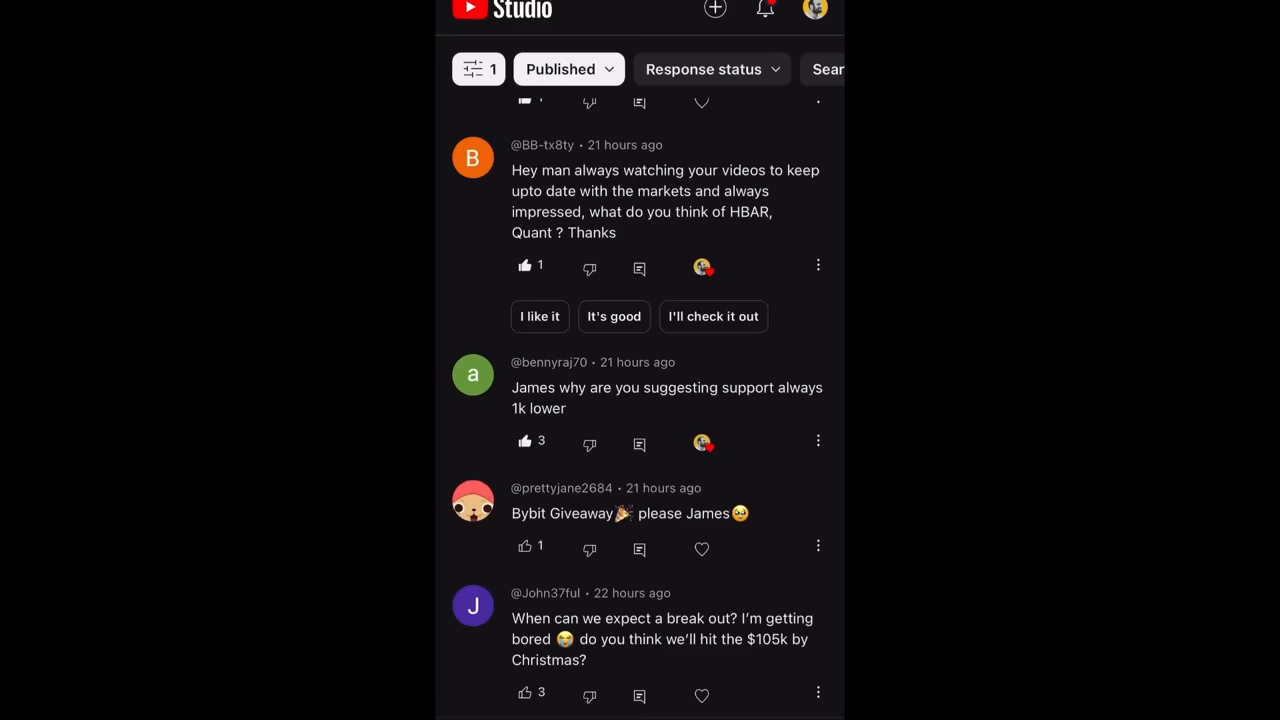 Studio
1
Published
Response status
Sear
@BB-tx8ty • 21 hours ago
B
Hey man always watching your videos to keep
upto date with the markets and always
impressed, what do you think of HBAR,
Quant ? Thanks
1
I like it
It's good
I'll check it out
@bennyraj70 • 21 hours ago
a
James why are you suggesting support always
1k lower
3
@prettyjane2684 • 21 hours ago
Bybit Giveaway🎉 please James🥹
1
@John37ful • 22 hours ago
J
When can we expect a break out? I’m getting
bored 😭 do you think we’ll hit the $105k by
Christmas?
3